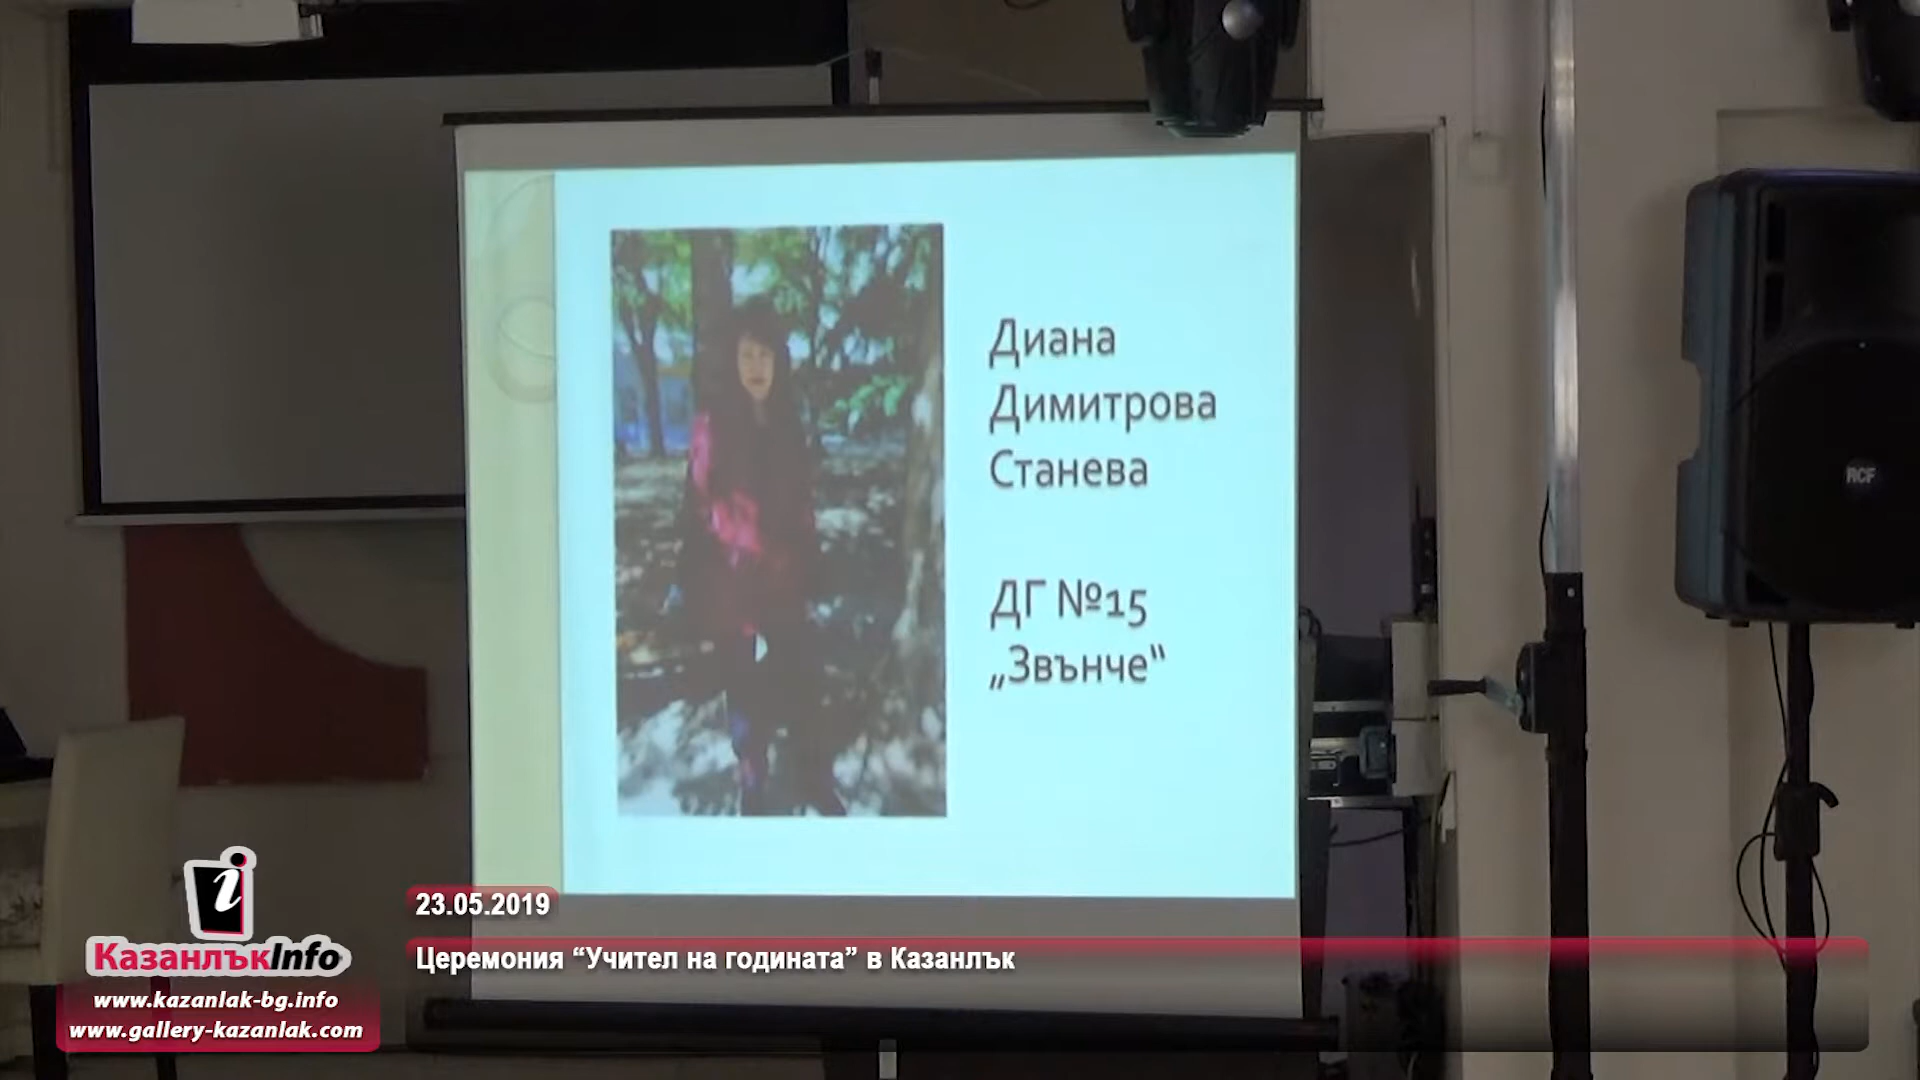 Диана
Димитрова
Станева
ДГ №15
„Звънче“
RCF
23.05.2019
Церемония “Учител на годината” в Казанлък
i
КазанлъкInfo
www.kazanlak-bg.info
www.gallery-kazanlak.com